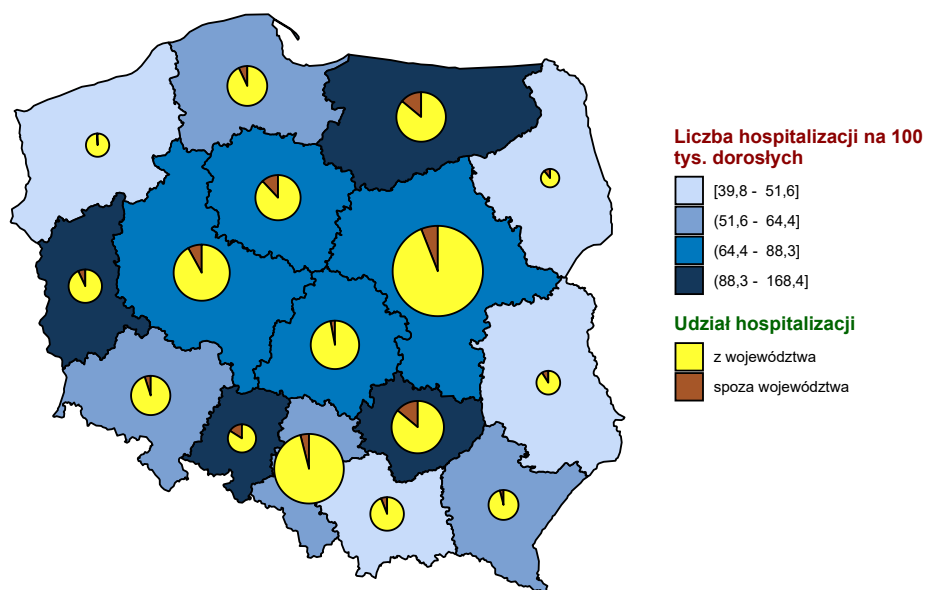 Liczba hospitalizacji na 100
tys. dorosłych
[39,8 - 51,6]
(51,6 - 64,4]
(64,4 - 88,3]
(88,3 - 168,4]
Udział hospitalizacji
z województwa
spoza województwa